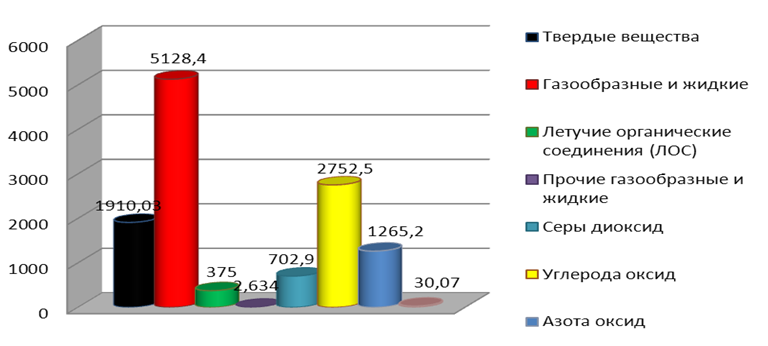 6000
5000
4000
3000
2000
1000
0
1910,03
5128,4
375
2,634
702,9
2752,5
1265,2
30,07
Твердые вещества
Газообразные и жидкие
Летучие органические
соединения (ЛОС)
Прочие газообразные и
жидкие
Серы диоксид
Углерода оксид
Азота оксид